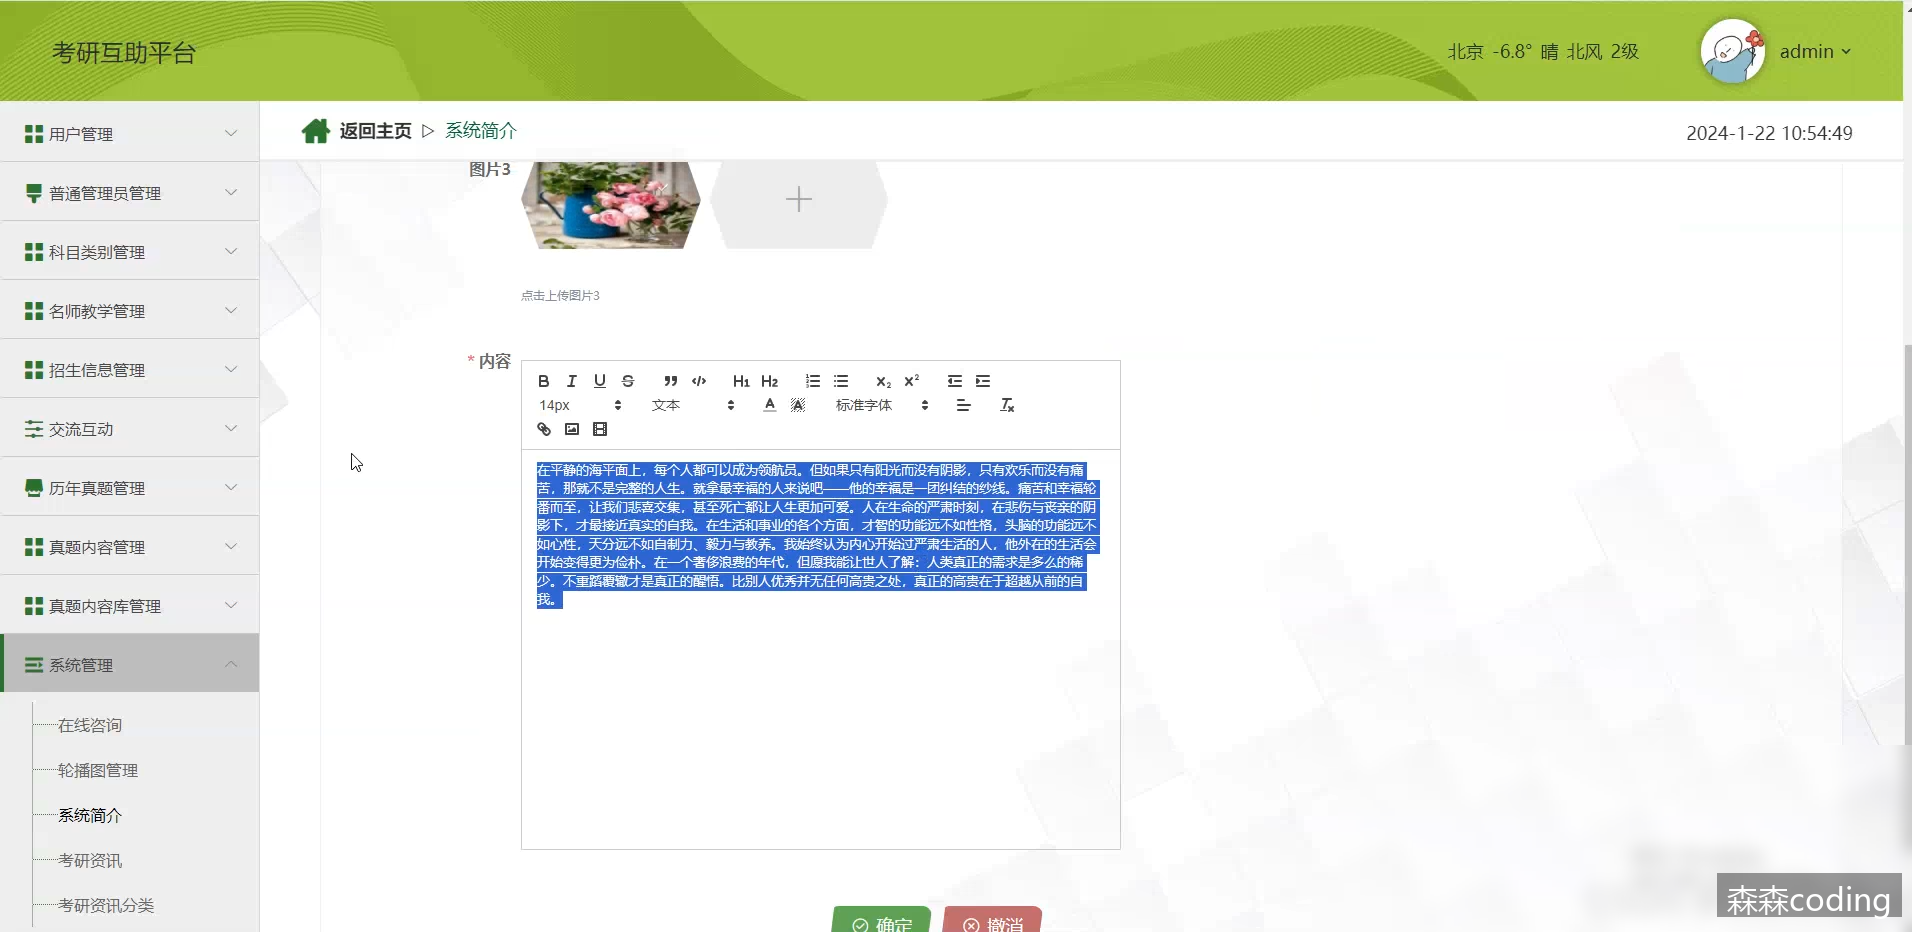 考研互助平台
北京 -6.8° 晴 北风 2级
admin
用户管理
普通管理员管理
科目类别管理
名师教学管理
招生信息管理
交流互动
历年真题管理
真题内容管理
真题内容库管理
系统管理
在线咨询
轮播图管理
系统简介
考研资讯
考研资讯分类
返回主页 ▷ 系统简介
2024-1-22 10:54:49
图片3
点击上传图片3
* 内容
B I U S H1 H2 x₂ x²
14px 文本 A A 标准字体
在平静的海平面上，每个人都可以成为领航员。但如果只有阳光而没有阴影，只有欢乐而没有痛
苦，那就不是完整的人生。就拿最幸福的人来说吧——他的幸福是一团纠结的纱线。痛苦和幸福轮
番而至，让我们悲喜交集，甚至死亡都让人生更加可爱。人在生命的严肃时刻，在悲伤与丧亲的阴
影下，才最接近真实的自我。在生活和事业的各个方面，才智的功能远不如性格，头脑的功能远不
如心性，天分远不如自制力、毅力与教养。我始终认为内心开始过严肃生活的人，他外在的生活会
开始变得更为俭朴。在一个奢侈浪费的年代，但愿我能让世人了解：人类真正的需求是多么的稀
少。不重蹈覆辙才是真正的醒悟。比别人优秀并无任何高贵之处，真正的高贵在于超越从前的自
我。
确定
撤消
森森coding